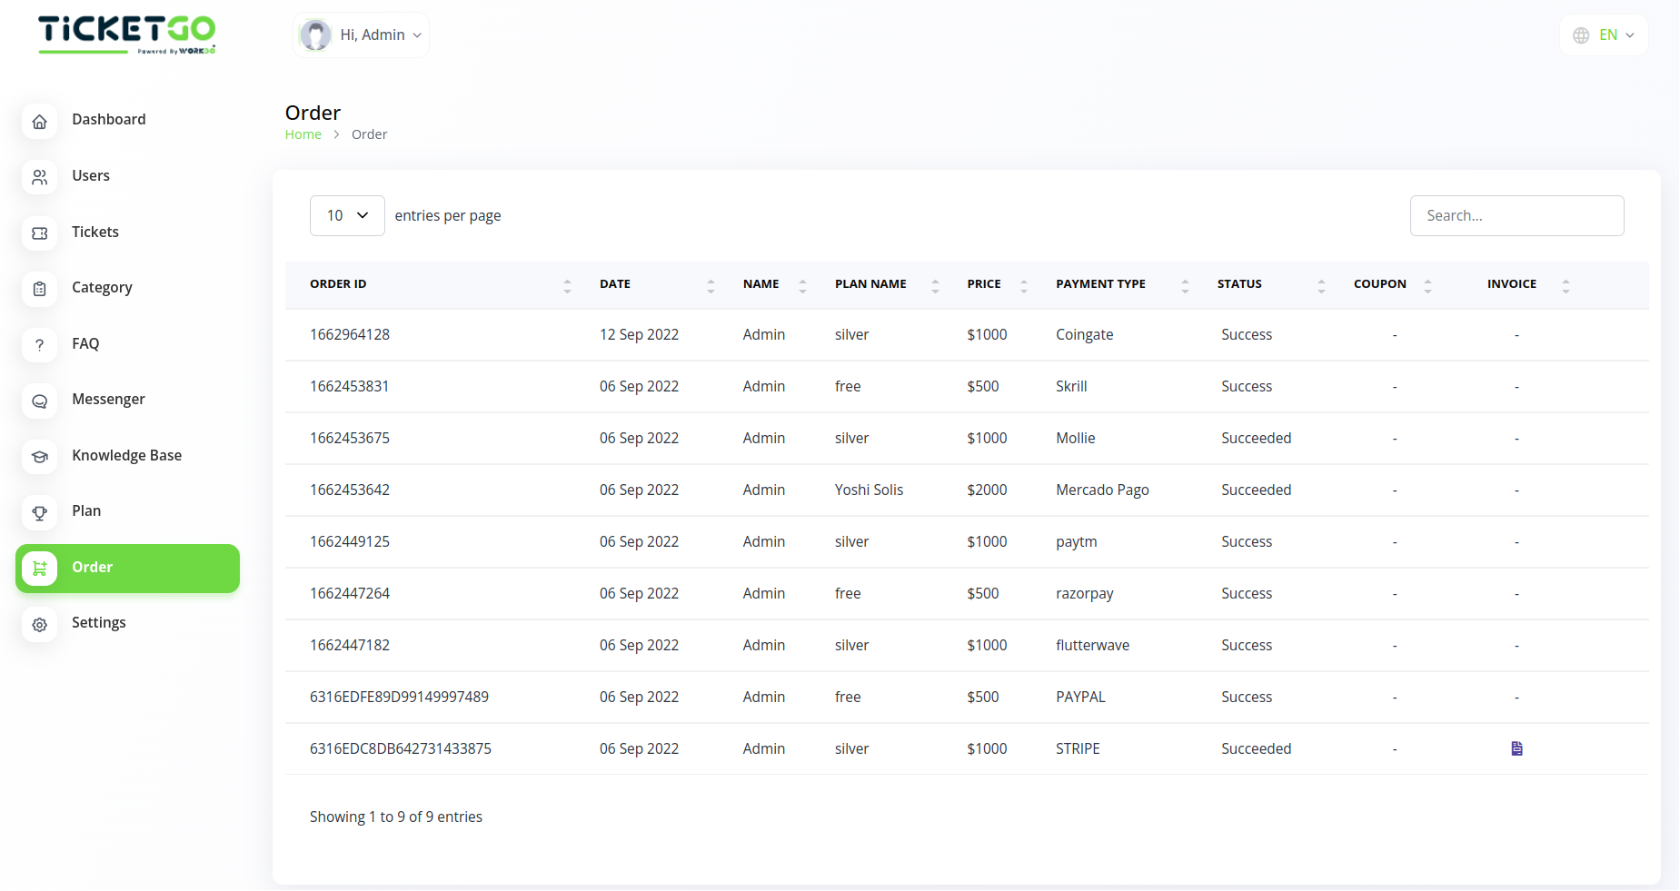 TiCKETGO
Powered By WORKDO
Hi, Admin
EN
Dashboard
Users
Tickets
Category
? FAQ
Messenger
Knowledge Base
Plan
Order
Settings
Order
Home > Order
10 entries per page
Search...
ORDER ID DATE NAME PLAN NAME PRICE PAYMENT TYPE STATUS COUPON INVOICE
1662964128 12 Sep 2022 Admin silver $1000 Coingate Success - -
1662453831 06 Sep 2022 Admin free $500 Skrill Success - -
1662453675 06 Sep 2022 Admin silver $1000 Mollie Succeeded - -
1662453642 06 Sep 2022 Admin Yoshi Solis $2000 Mercado Pago Succeeded - -
1662449125 06 Sep 2022 Admin silver $1000 paytm Success - -
1662447264 06 Sep 2022 Admin free $500 razorpay Success - -
1662447182 06 Sep 2022 Admin silver $1000 flutterwave Success - -
6316EDFE89D99149997489 06 Sep 2022 Admin free $500 PAYPAL Success - -
6316EDC8DB642731433875 06 Sep 2022 Admin silver $1000 STRIPE Succeeded -
Showing 1 to 9 of 9 entries